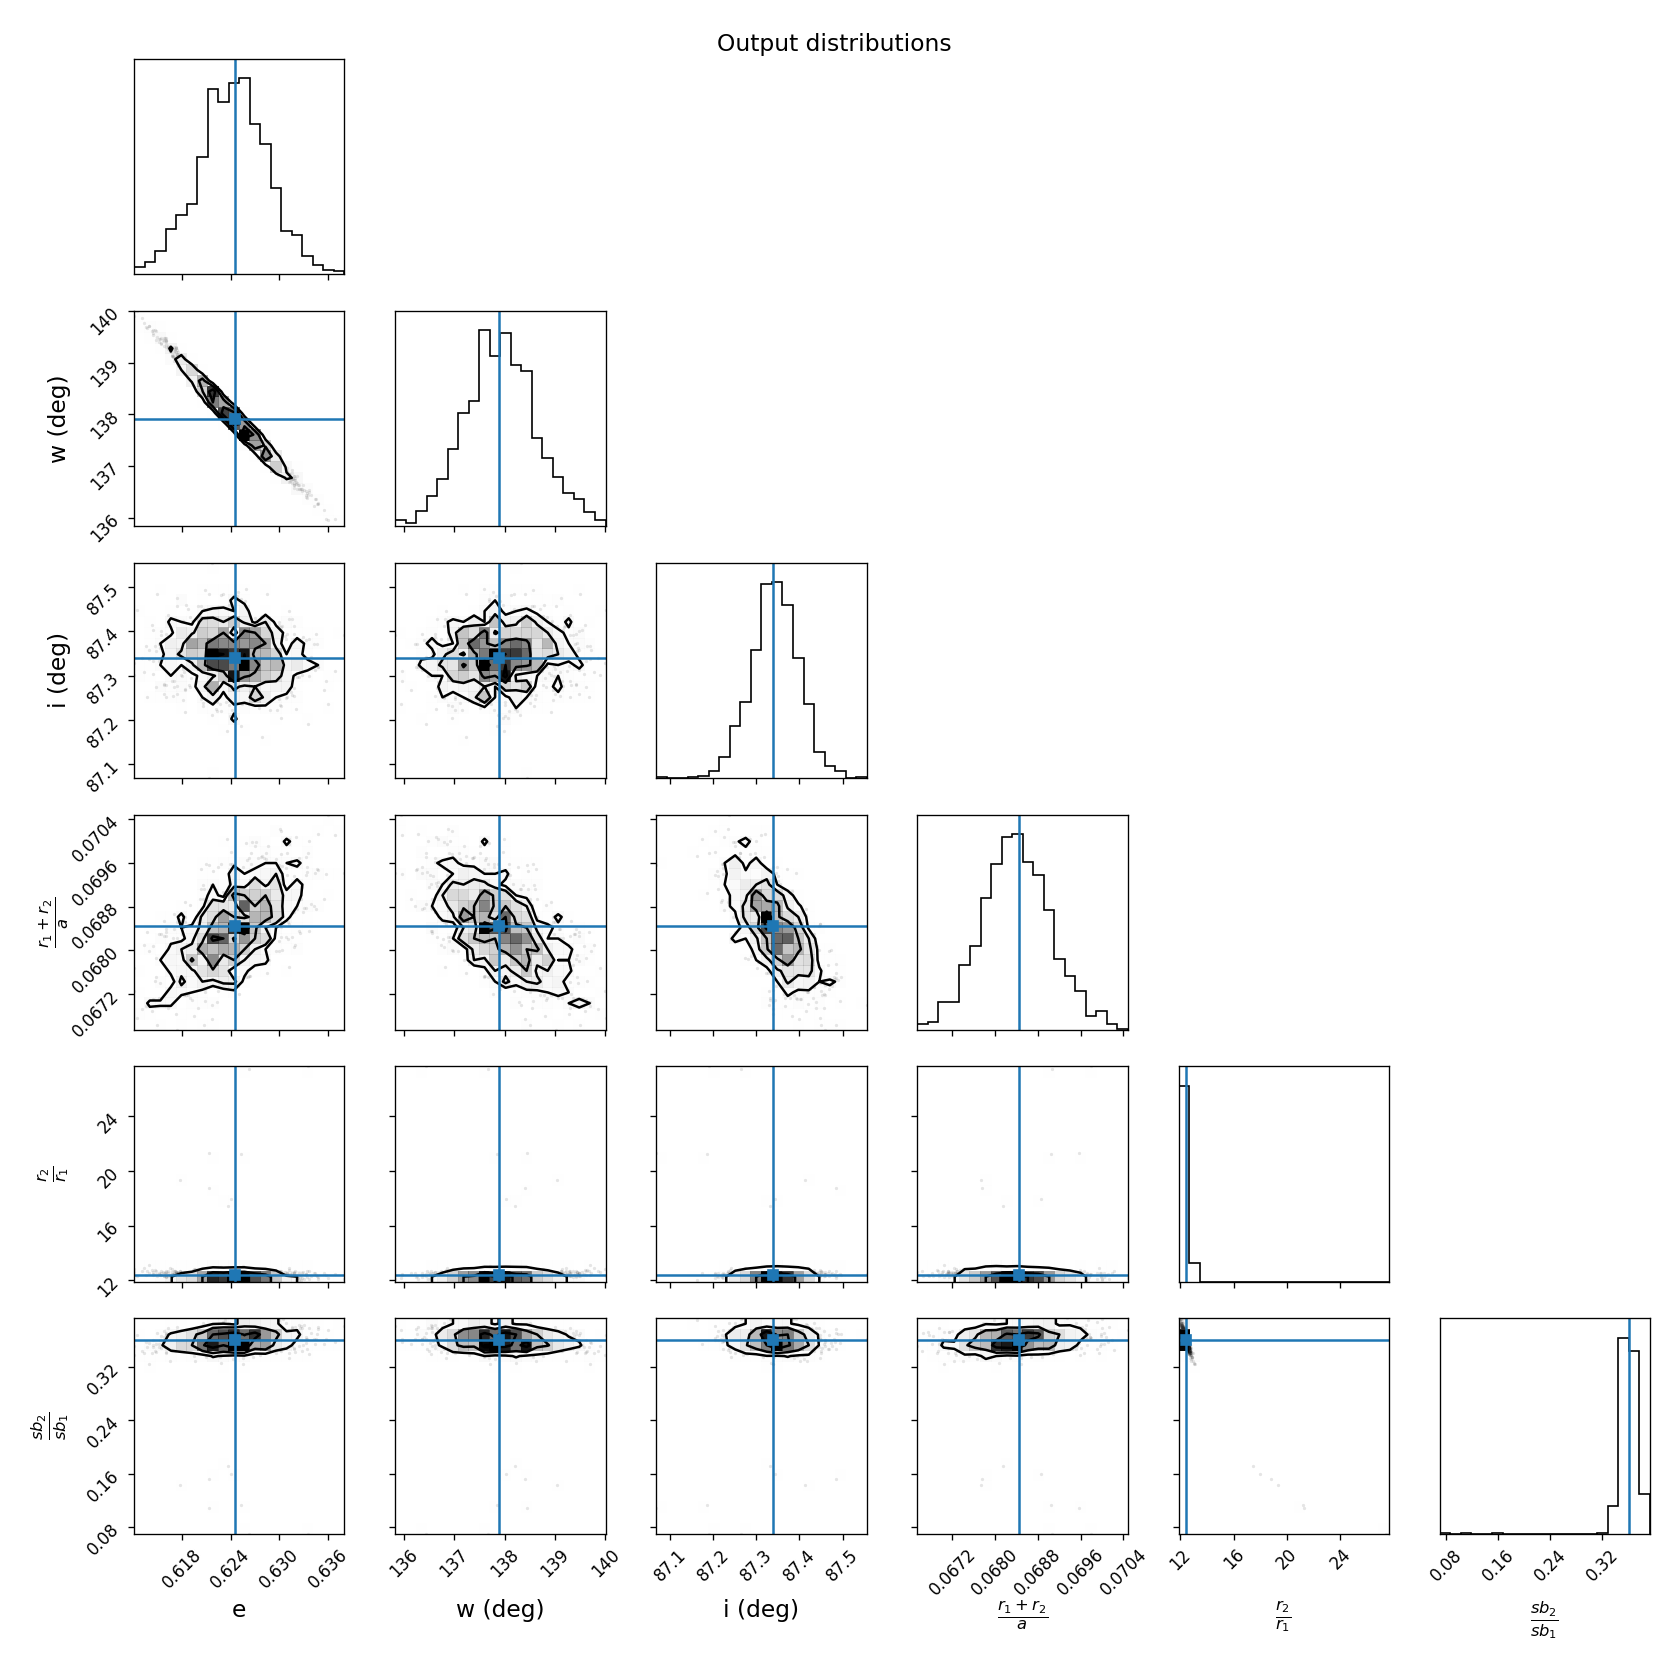 Output distributions
140
139
138
137
136
w (deg)
87.5
87.4
87.3
87.2
87.1
i (deg)
0.0704
0.0696
0.0688
0.0680
0.0672
r₁ + r₂
a
24
20
16
12
r₂
r₁
0.32
0.24
0.16
0.08
sb₂
sb₁
0.618 0.624 0.630 0.636
136 137 138 139 140
87.1 87.2 87.3 87.4 87.5
0.0672 0.0680 0.0688 0.0696 0.0704
12 16 20 24
0.08 0.16 0.24 0.32
e
w (deg)
i (deg)
r₁ + r₂
a
r₂
r₁
sb₂
sb₁